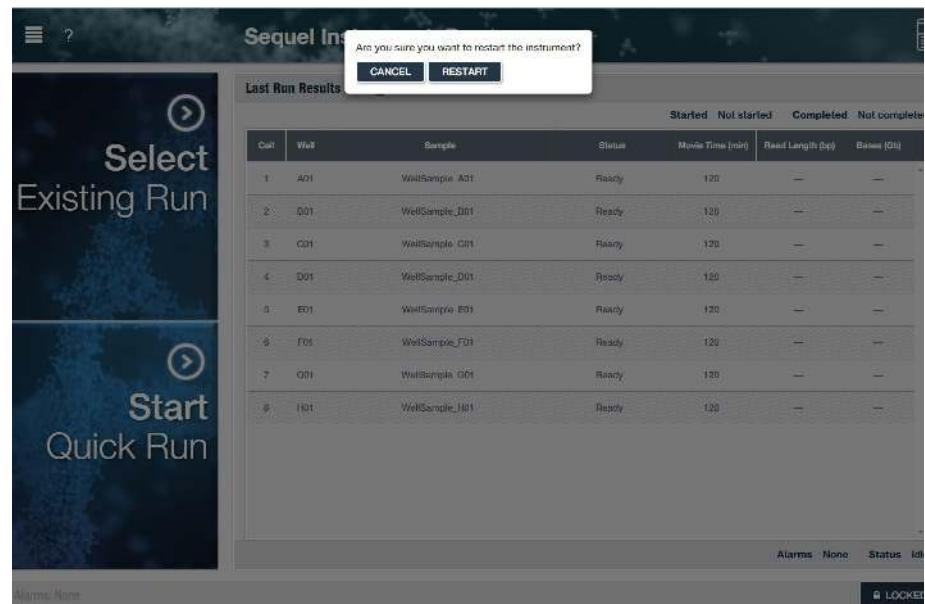 ?
Sequel Ins
Are you sure you want to restart the instrument?
CANCEL RESTART
Last Run Results
Started Not started Completed Not complete
Cell Well Sample Status Movie Time (min) Read Length (bp) Bases (Gb)
1 A01 WellSample_A01 Ready 120 — —
2 B01 WellSample_B01 Ready 120 — —
3 C01 WellSample_C01 Ready 120 — —
4 D01 WellSample_D01 Ready 120 — —
5 E01 WellSample_E01 Ready 120 — —
6 F01 WellSample_F01 Ready 120 — —
7 G01 WellSample_G01 Ready 120 — —
8 H01 WellSample_H01 Ready 120 — —
Select
Existing Run
Start
Quick Run
Alarms None Status Idl
Alarms: None
LOCKED